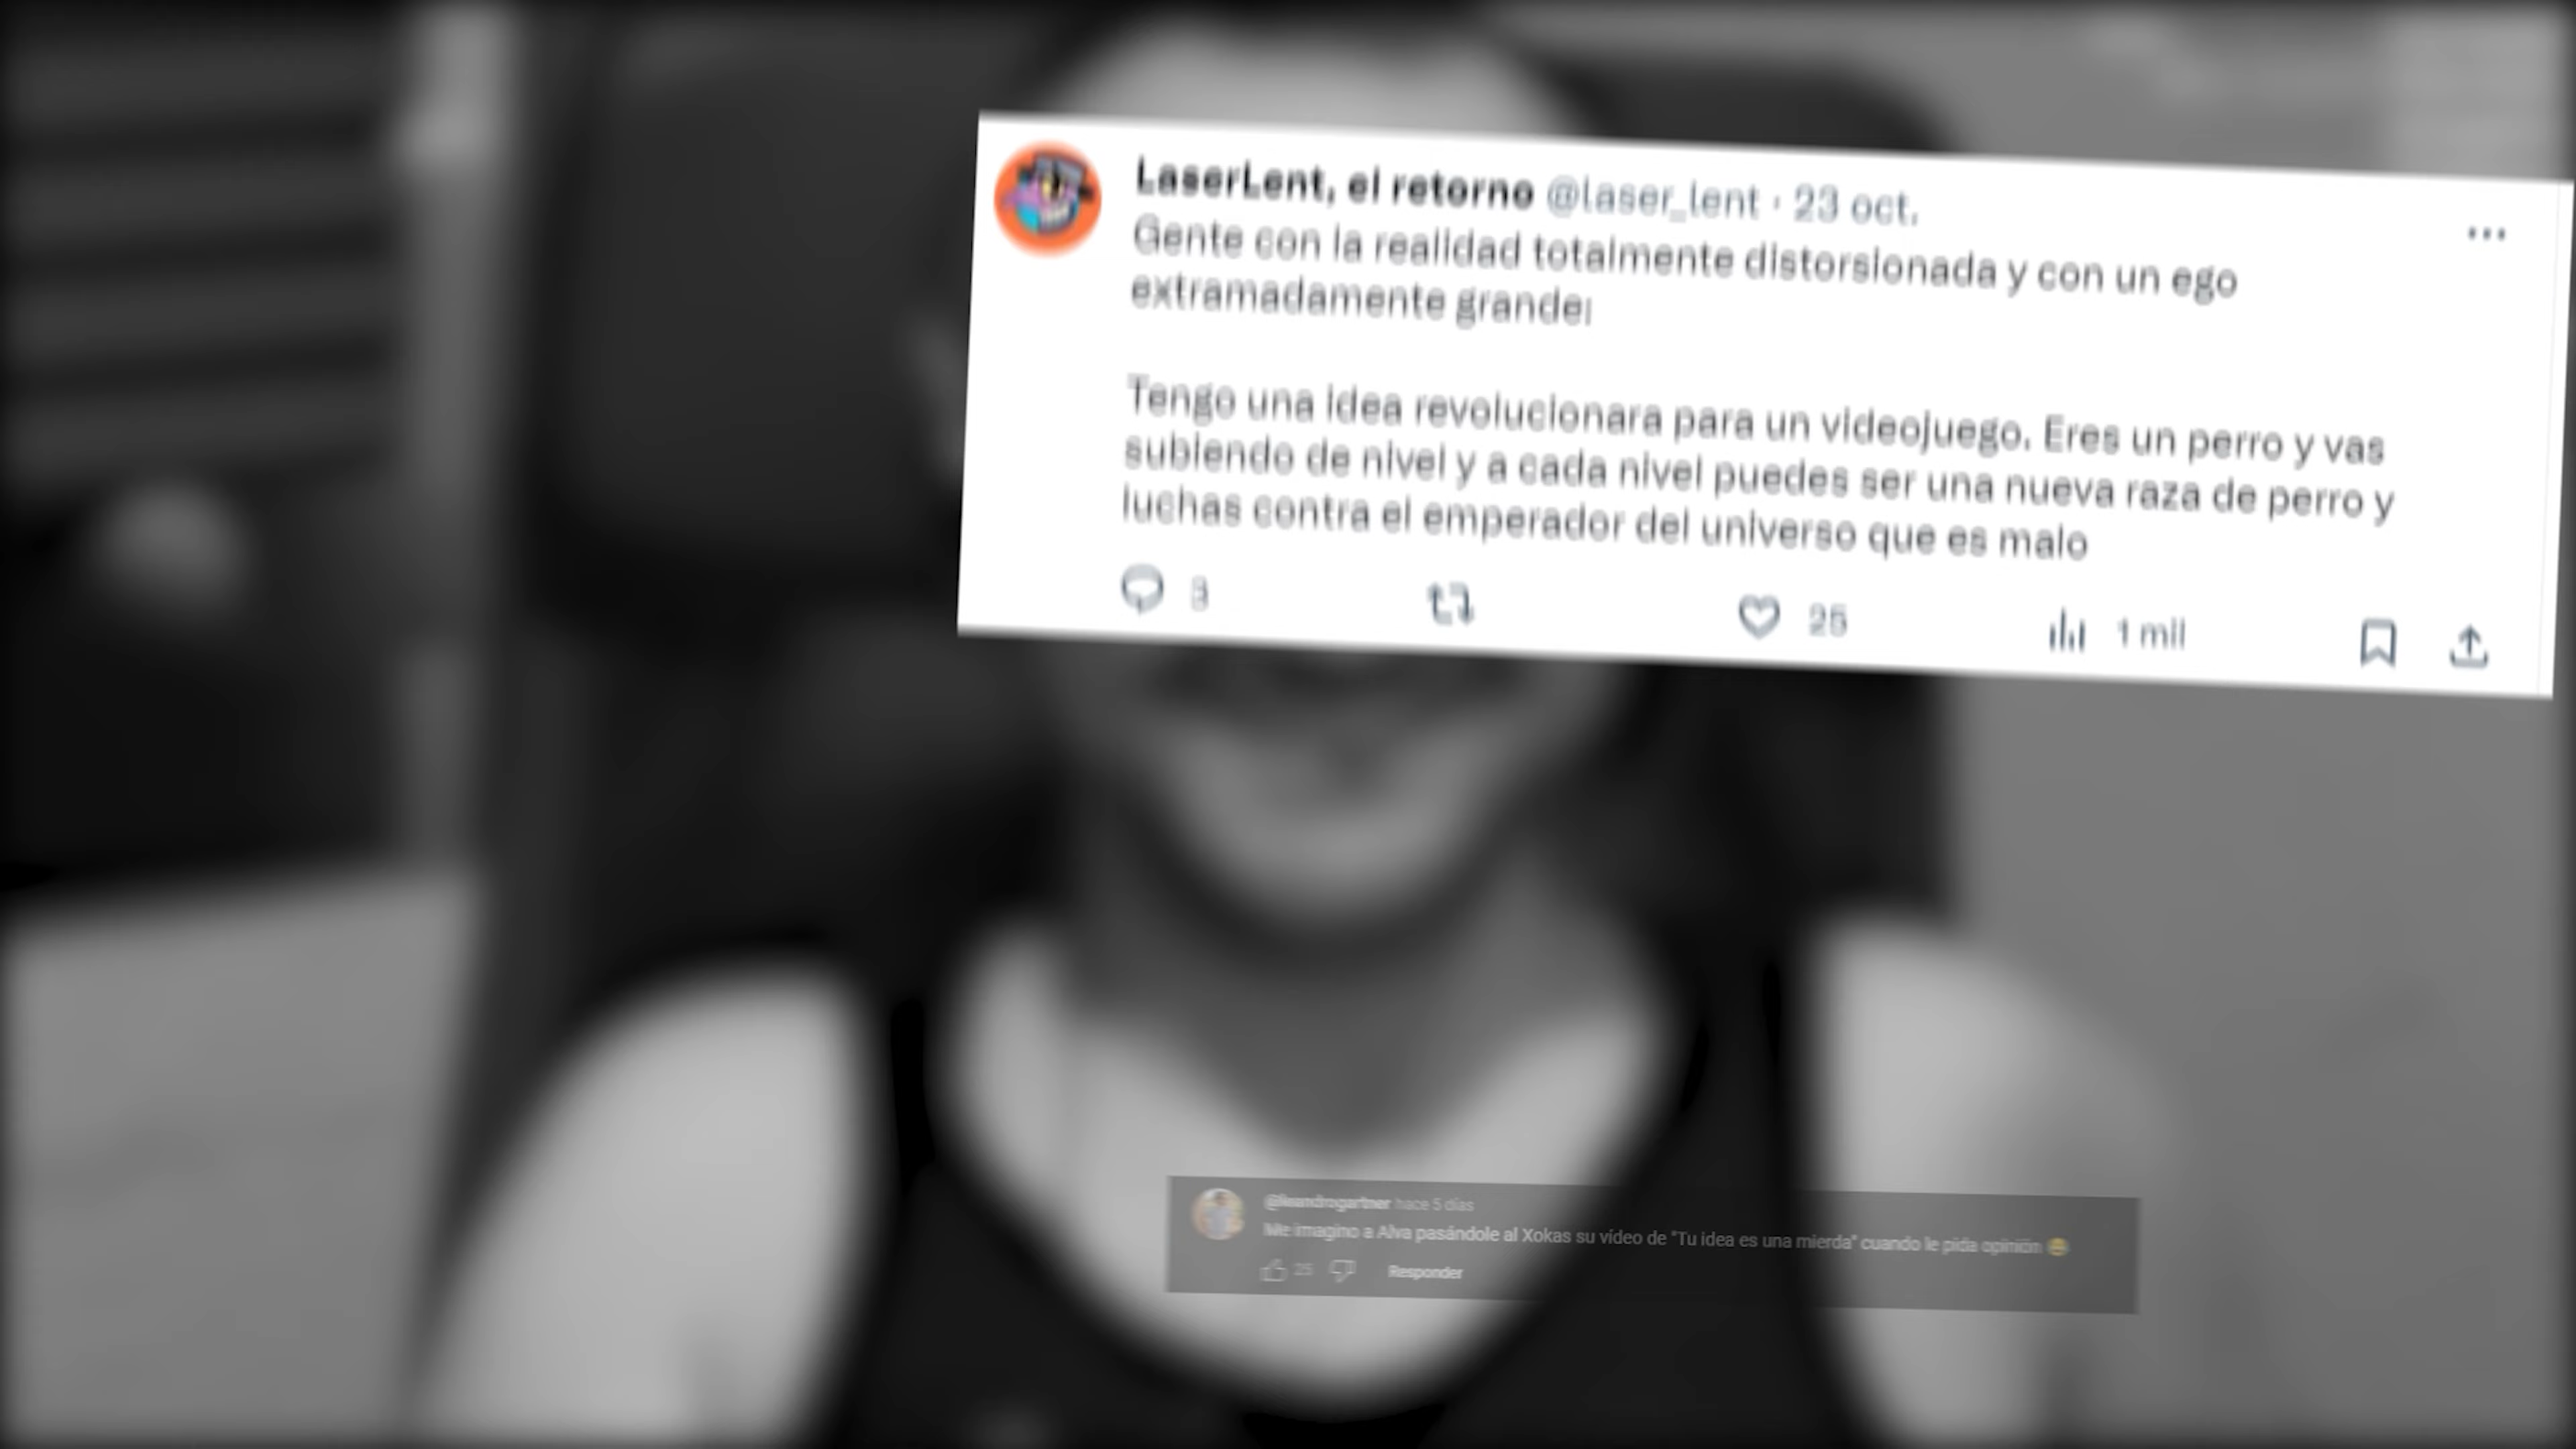 LaserLent, el retorno @laser_lent · 23 oct.
Gente con la realidad totalmente distorsionada y con un ego
extramadamente grande:
Tengo una idea revolucionara para un videojuego. Eres un perro y vas
subiendo de nivel y a cada nivel puedes ser una nueva raza de perro y
luchas contra el emperador del universo que es malo
3 25 1 mil
@leandrogartner hace 5 días
Me imagino a Alva pasándole al Xokas su vídeo de "Tu idea es una mierda" cuando le pida opinión
25 Responder